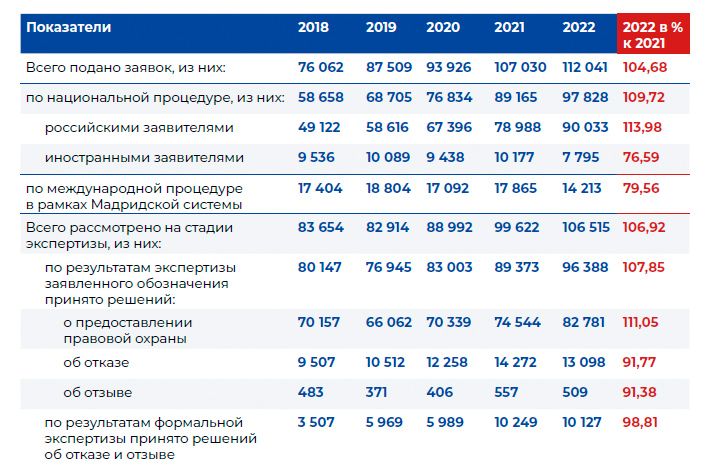 Показатели 2018 2019 2020 2021 2022 2022 в %
к 2021
Всего подано заявок, из них: 76 062 87 509 93 926 107 030 112 041 104,68
по национальной процедуре, из них: 58 658 68 705 76 834 89 165 97 828 109,72
российскими заявителями 49 122 58 616 67 396 78 988 90 033 113,98
иностранными заявителями 9 536 10 089 9 438 10 177 7 795 76,59
по международной процедуре 17 404 18 804 17 092 17 865 14 213 79,56
в рамках Мадридской системы
Всего рассмотрено на стадии 83 654 82 914 88 992 99 622 106 515 106,92
экспертизы, из них:
по результатам экспертизы 80 147 76 945 83 003 89 373 96 388 107,85
заявленного обозначения
принято решений:
о предоставлении 70 157 66 062 70 339 74 544 82 781 111,05
правовой охраны
об отказе 9 507 10 512 12 258 14 272 13 098 91,77
об отзыве 483 371 406 557 509 91,38
по результатам формальной 3 507 5 969 5 989 10 249 10 127 98,81
экспертизы принято решений
об отказе и отзыве